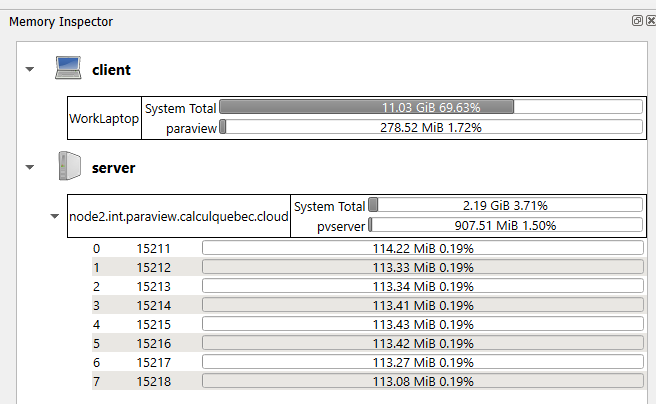 Memory Inspector
client
WorkLaptop
System Total 11.03 GiB 69.63%
paraview 278.52 MiB 1.72%
server
node2.int.paraview.calculquebec.cloud
System Total 2.19 GiB 3.71%
pvserver 907.51 MiB 1.50%
0 15211 114.22 MiB 0.19%
1 15212 113.33 MiB 0.19%
2 15213 113.34 MiB 0.19%
3 15214 113.41 MiB 0.19%
4 15215 113.43 MiB 0.19%
5 15216 113.42 MiB 0.19%
6 15217 113.27 MiB 0.19%
7 15218 113.08 MiB 0.19%